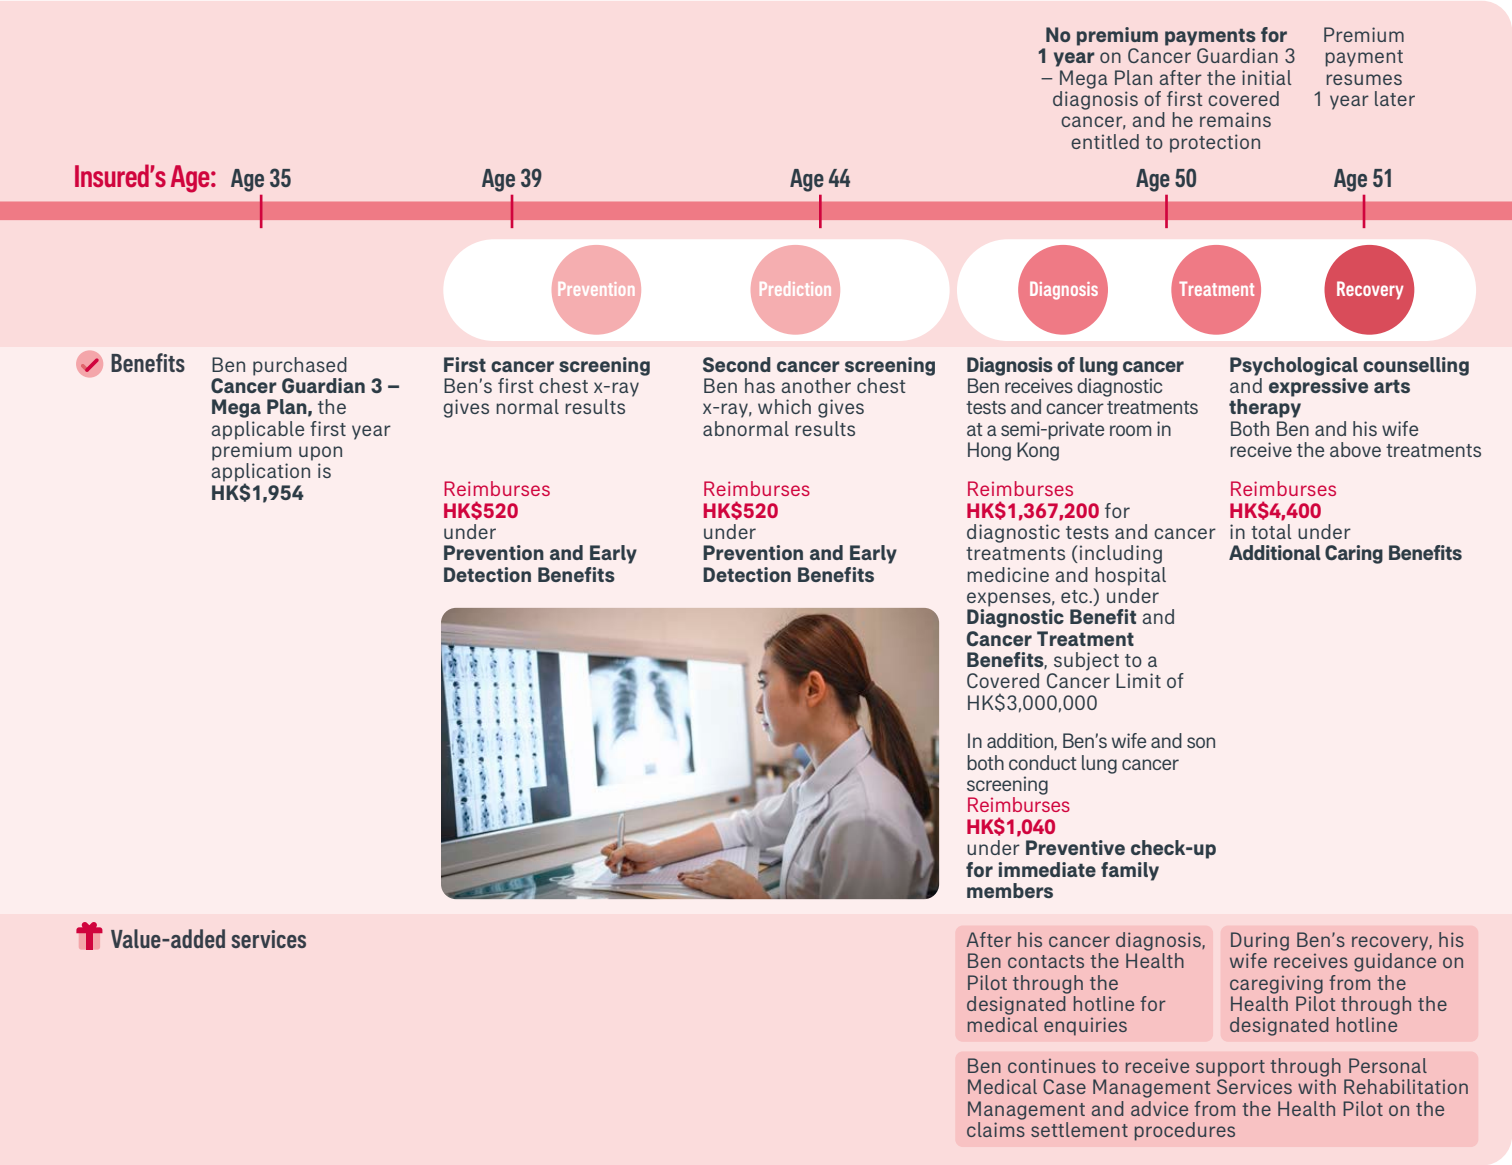 No premium payments for
1 year on Cancer Guardian 3
– Mega Plan after the initial
diagnosis of first covered
cancer, and he remains
entitled to protection
Premium
payment
resumes
1 year later
Insured's Age:
Age 35
Age 39
Age 44
Age 50
Age 51
Prevention
Prediction
Diagnosis
Treatment
Recovery
Benefits
Ben purchased
Cancer Guardian 3 –
Mega Plan, the
applicable first year
premium upon
application is
HK$1,954
First cancer screening
Ben's first chest x-ray
gives normal results
Reimburses
HK$520
under
Prevention and Early
Detection Benefits
Second cancer screening
Ben has another chest
x-ray, which gives
abnormal results
Reimburses
HK$520
under
Prevention and Early
Detection Benefits
Diagnosis of lung cancer
Ben receives diagnostic
tests and cancer treatments
at a semi-private room in
Hong Kong
Reimburses
HK$1,367,200 for
diagnostic tests and cancer
treatments (including
medicine and hospital
expenses, etc.) under
Diagnostic Benefit and
Cancer Treatment
Benefits, subject to a
Covered Cancer Limit of
HK$3,000,000
In addition, Ben's wife and son
both conduct lung cancer
screening
Reimburses
HK$1,040
under Preventive check-up
for immediate family
members
Psychological counselling
and expressive arts
therapy
Both Ben and his wife
receive the above treatments
Reimburses
HK$4,400
in total under
Additional Caring Benefits
Value-added services
After his cancer diagnosis,
Ben contacts the Health
Pilot through the
designated hotline for
medical enquiries
During Ben's recovery, his
wife receives guidance on
caregiving from the
Health Pilot through the
designated hotline
Ben continues to receive support through Personal
Medical Case Management Services with Rehabilitation
Management and advice from the Health Pilot on the
claims settlement procedures